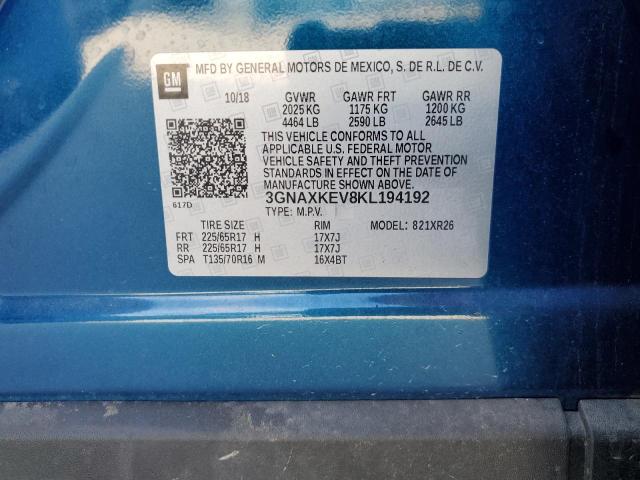 GM
MFD BY GENERAL MOTORS DE MEXICO, S. DE R.L. DE C.V.
10/18 GVWR GAWR FRT GAWR RR
2025 KG 1175 KG 1200 KG
4464 LB 2590 LB 2645 LB
THIS VEHICLE CONFORMS TO ALL
APPLICABLE U.S. FEDERAL MOTOR
VEHICLE SAFETY AND THEFT PREVENTION
STANDARDS IN EFFECT ON THE DATE OF
MANUFACTURE SHOWN ABOVE.
617D
3GNAXKEV8KL194192
TYPE: M.P.V.
TIRE SIZE RIM MODEL: 821XR26
FRT 225/65R17 H 17X7J
RR 225/65R17 H 17X7J
SPA T135/70R16 M 16X4BT